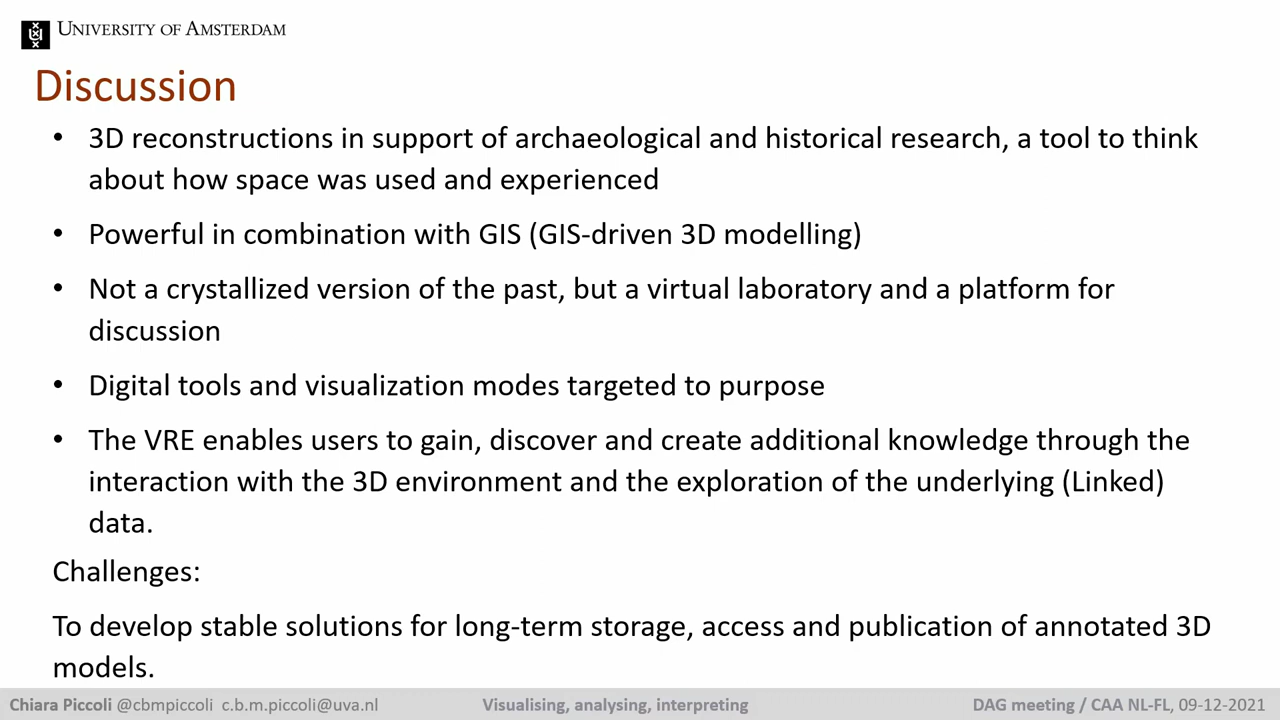 UNIVERSITY OF AMSTERDAM
Discussion
• 3D reconstructions in support of archaeological and historical research, a tool to think
about how space was used and experienced
• Powerful in combination with GIS (GIS-driven 3D modelling)
• Not a crystallized version of the past, but a virtual laboratory and a platform for
discussion
• Digital tools and visualization modes targeted to purpose
• The VRE enables users to gain, discover and create additional knowledge through the
interaction with the 3D environment and the exploration of the underlying (Linked)
data.
Challenges:
To develop stable solutions for long-term storage, access and publication of annotated 3D
models.
Chiara Piccoli @cbmpiccoli c.b.m.piccoli@uva.nl Visualising, analysing, interpreting DAG meeting / CAA NL-FL, 09-12-2021